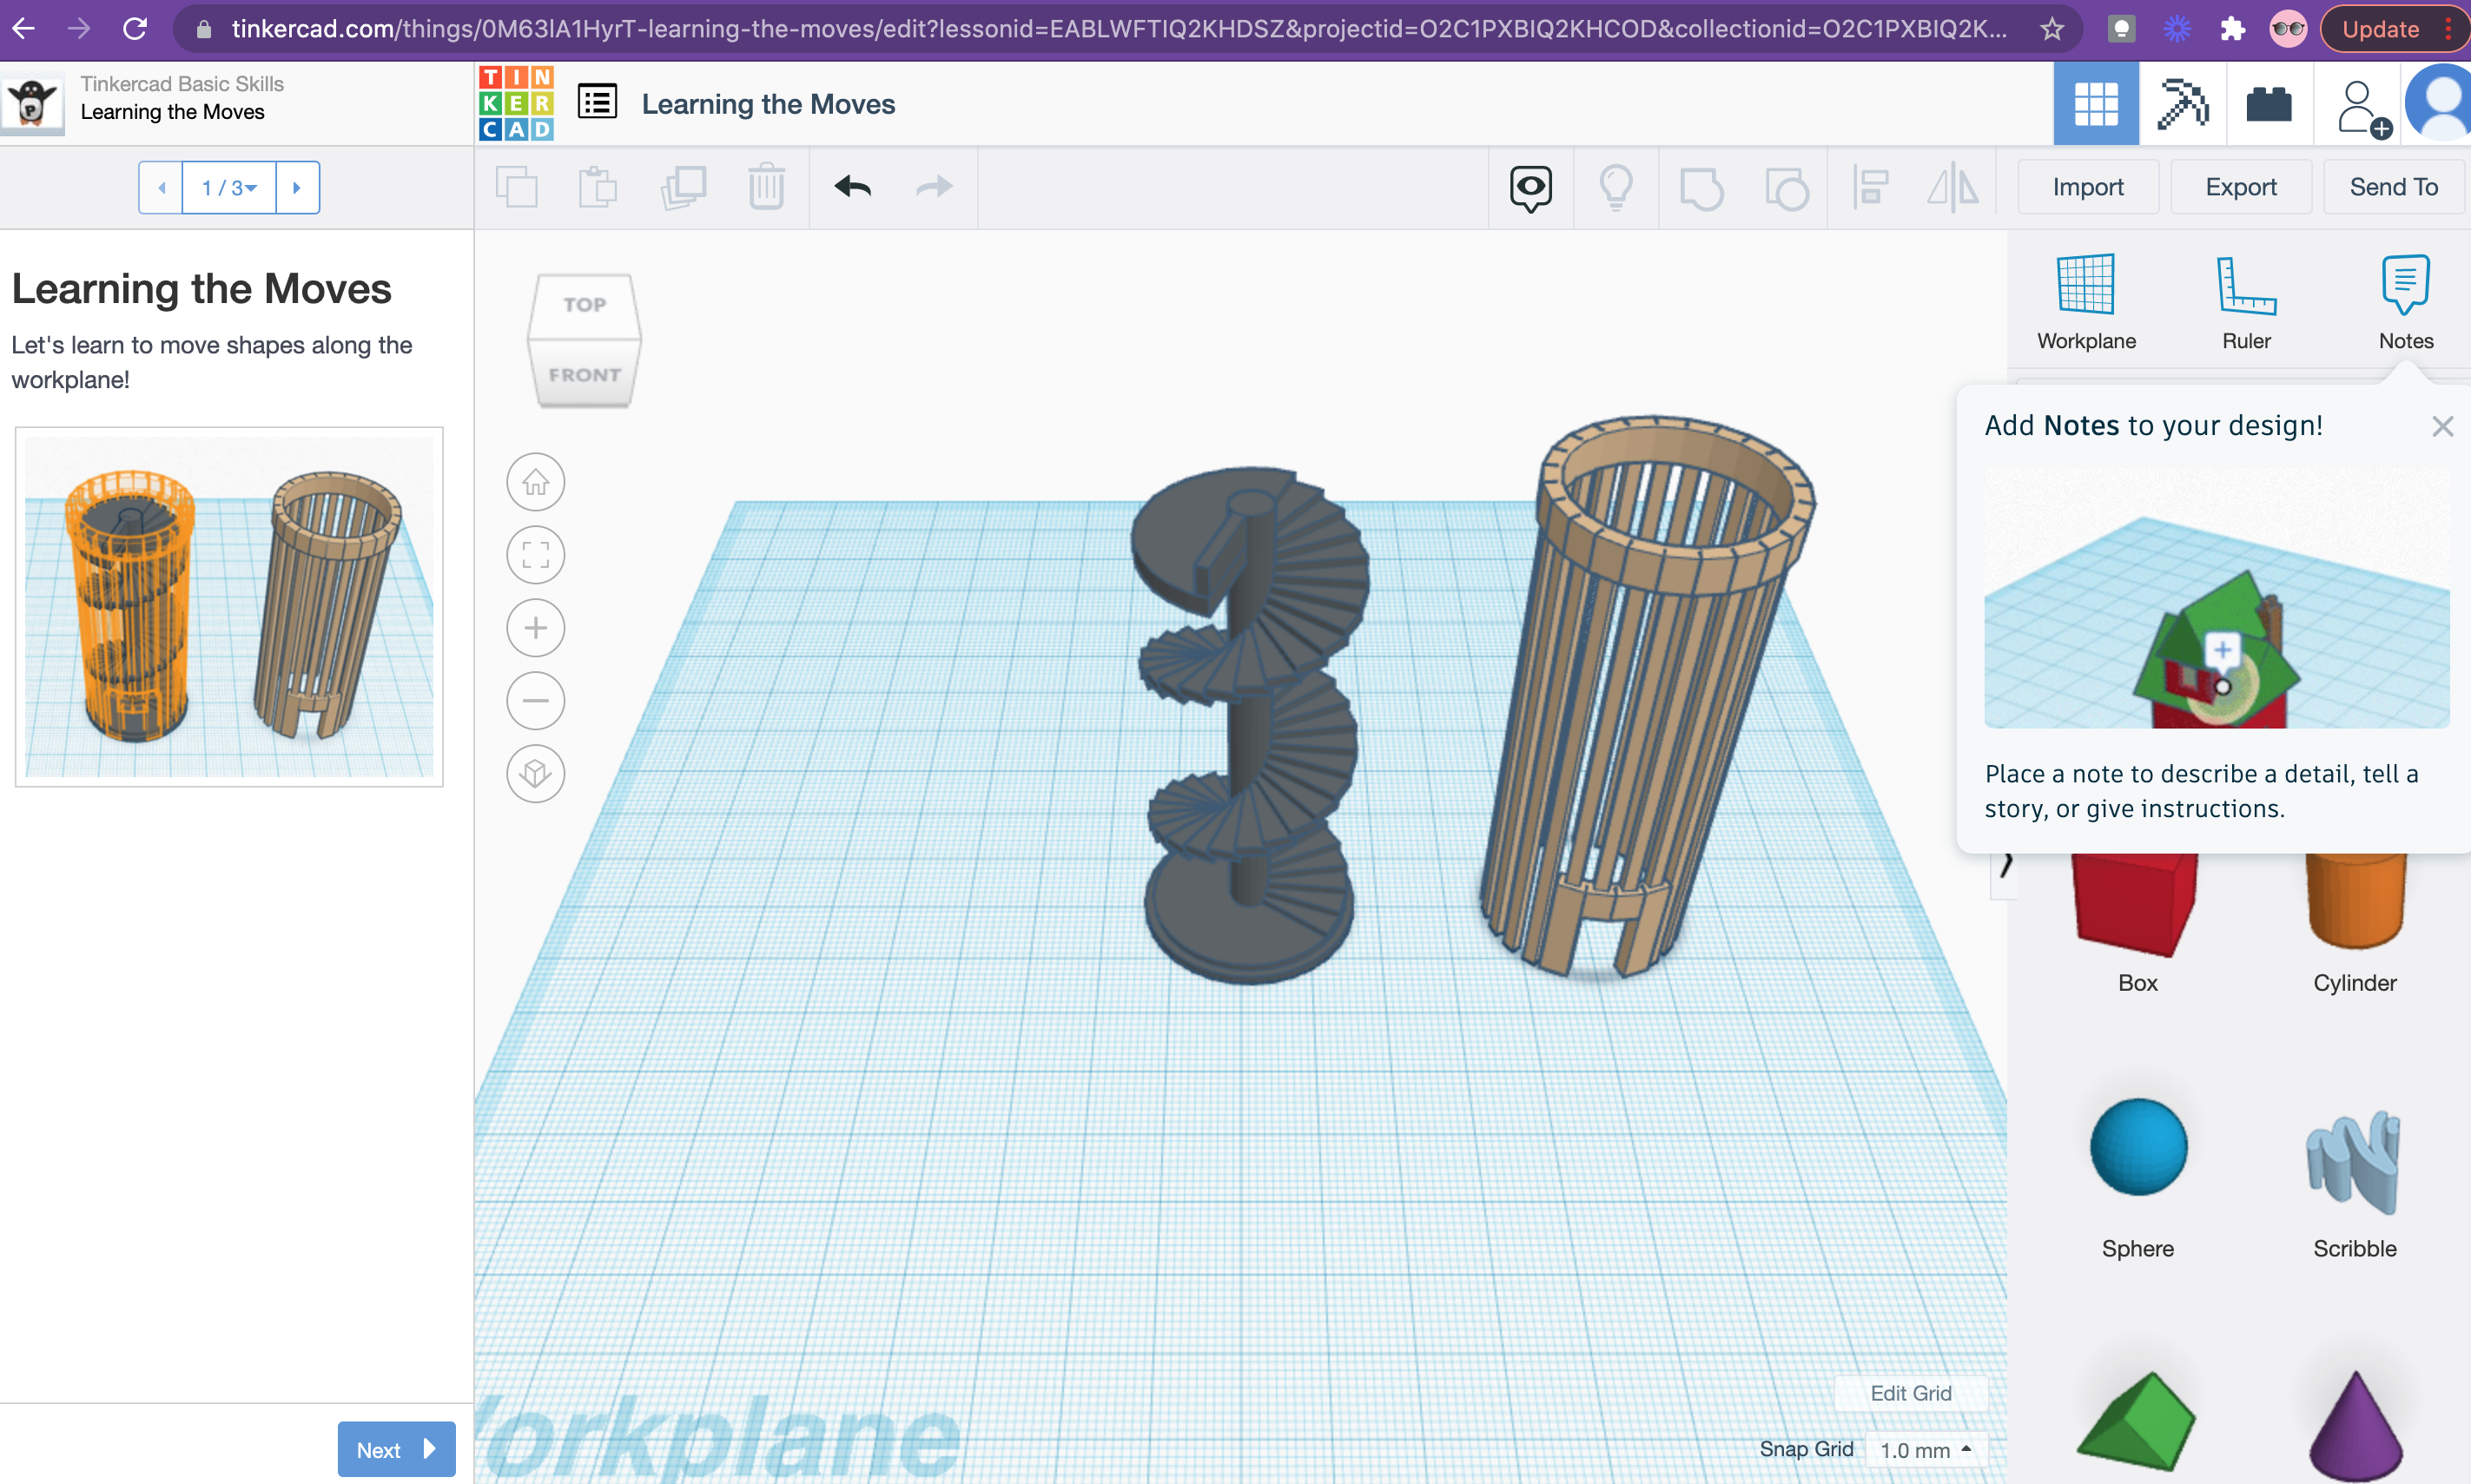 tinkercad.com/things/0M63lA1HyrT-learning-the-moves/edit?lessonid=EABLWFTIQ2KHDSZ&projectid=O2C1PXBIQ2KHCOD&collectionid=O2C1PXBIQ2K...
Update
Tinkercad Basic Skills
Learning the Moves
TIN
KER
CAD
Learning the Moves
1 / 3
Import
Export
Send To
Learning the Moves
Let's learn to move shapes along the
workplane!
TOP
FRONT
Workplane
Ruler
Notes
Add Notes to your design!
Place a note to describe a detail, tell a
story, or give instructions.
Box
Cylinder
Sphere
Scribble
Edit Grid
Snap Grid
1.0 mm
orkplane
Next